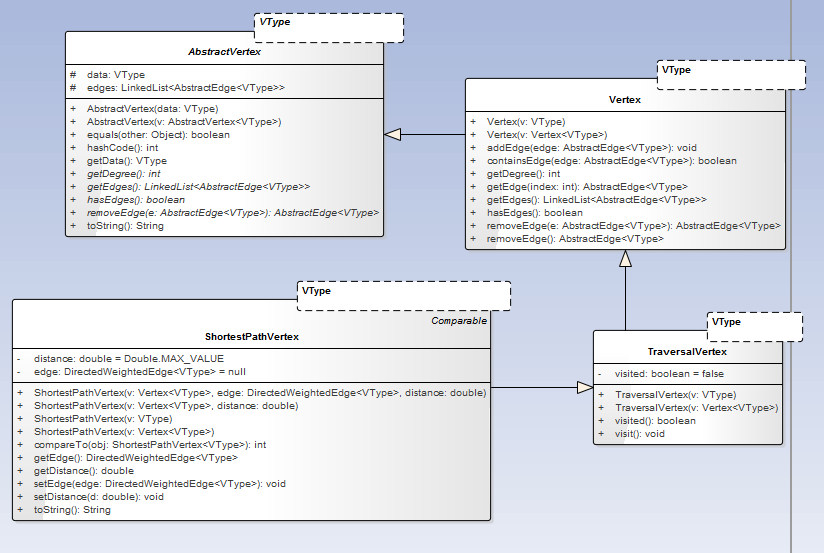 VType
AbstractVertex
# data: VType
# edges: LinkedList<AbstractEdge<VType>>
+ AbstractVertex(data: VType)
+ AbstractVertex(v: AbstractVertex<VType>)
+ equals(other: Object): boolean
+ hashCode(): int
+ getData(): VType
+ getDegree(): int
+ getEdges(): LinkedList<AbstractEdge<VType>>
+ hasEdges(): boolean
+ removeEdge(e: AbstractEdge<VType>): AbstractEdge<VType>
+ toString(): String
VType
Vertex
+ Vertex(v: VType)
+ Vertex(v: Vertex<VType>)
+ addEdge(edge: AbstractEdge<VType>): void
+ containsEdge(edge: AbstractEdge<VType>): boolean
+ getDegree(): int
+ getEdge(index: int): AbstractEdge<VType>
+ getEdges(): LinkedList<AbstractEdge<VType>>
+ hasEdges(): boolean
+ removeEdge(e: AbstractEdge<VType>): AbstractEdge<VType>
+ removeEdge(): AbstractEdge<VType>
VType
Comparable
ShortestPathVertex
- distance: double = Double.MAX_VALUE
- edge: DirectedWeightedEdge<VType> = null
+ ShortestPathVertex(v: Vertex<VType>, edge: DirectedWeightedEdge<VType>, distance: double)
+ ShortestPathVertex(v: Vertex<VType>, distance: double)
+ ShortestPathVertex(v: VType)
+ ShortestPathVertex(v: Vertex<VType>)
+ compareTo(obj: ShortestPathVertex<VType>): int
+ getEdge(): DirectedWeightedEdge<VType>
+ getDistance(): double
+ setEdge(edge: DirectedWeightedEdge<VType>): void
+ setDistance(d: double): void
+ toString(): String
VType
TraversalVertex
- visited: boolean = false
+ TraversalVertex(v: VType)
+ TraversalVertex(v: Vertex<VType>)
+ visited(): boolean
+ visit(): void